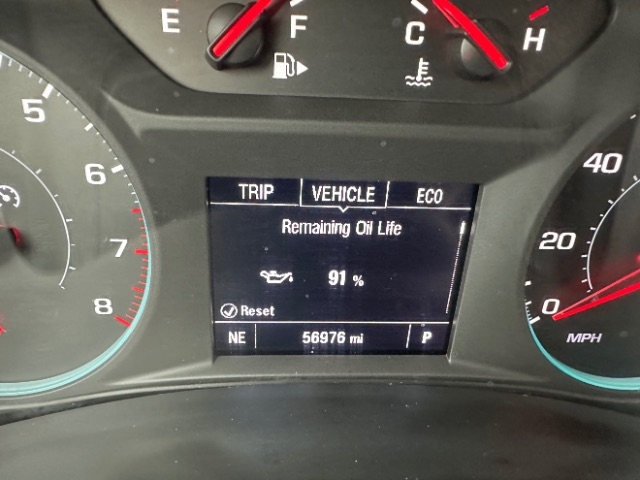 E F C H
5
6
7
8
TRIP VEHICLE ECO
Remaining Oil Life
91 %
Reset
NE 56976 mi P
40
20
0
MPH